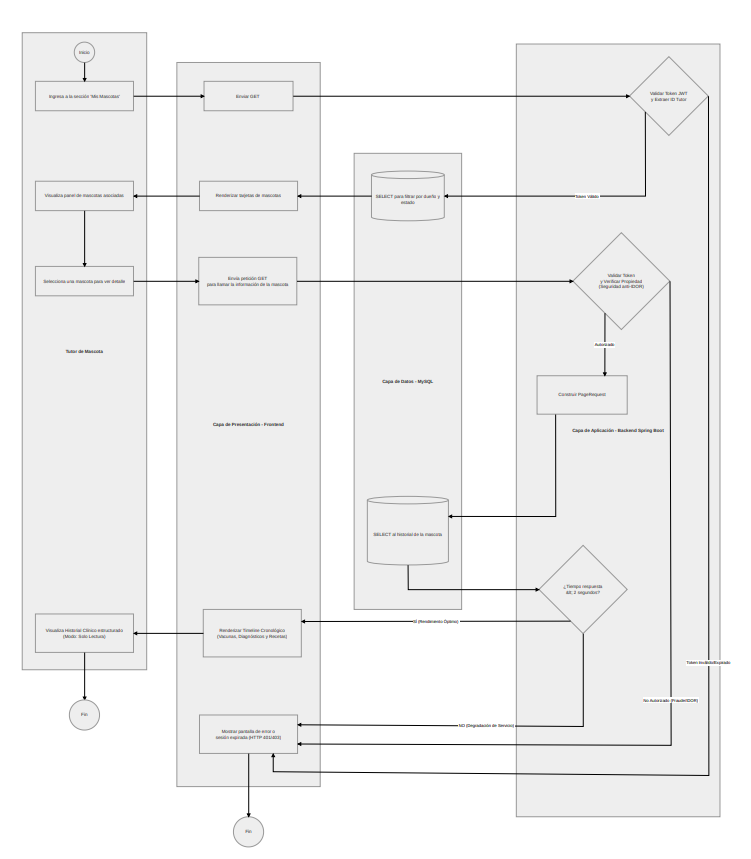 Inicio
Ingresa a la sección 'Mis Mascotas'
Enviar GET
Validar Token JWT
y Extraer ID Tutor
Visualiza panel de mascotas asociadas
Renderizar tarjetas de mascotas
SELECT para filtrar por dueño y
estado
Token Válido
Selecciona una mascota para ver detalle
Envía petición GET
para llamar la información de la mascota
Validar Token
y Verificar Propiedad
(Seguridad anti-IDOR)
Autorizado
Tutor de Mascota
Capa de Datos - MySQL
Construir PageRequest
Capa de Presentación - Frontend
Capa de Aplicación - Backend Spring Boot
SELECT al historial de la mascota
¿Tiempo respuesta
&lt; 3 segundos?
Visualiza Historial Clínico estructurado
(Modo: Solo Lectura)
Renderizar Timeline Cronológico
(Vacunas, Diagnósticos y Recetas)
SÍ (Rendimiento Óptimo)
Token Inválido/Expirado
No Autorizado (Fraude/IDOR)
Fin
Mostrar pantalla de error o
sesión expirada (HTTP 401/403)
NO (Degradación de Servicio)
Fin